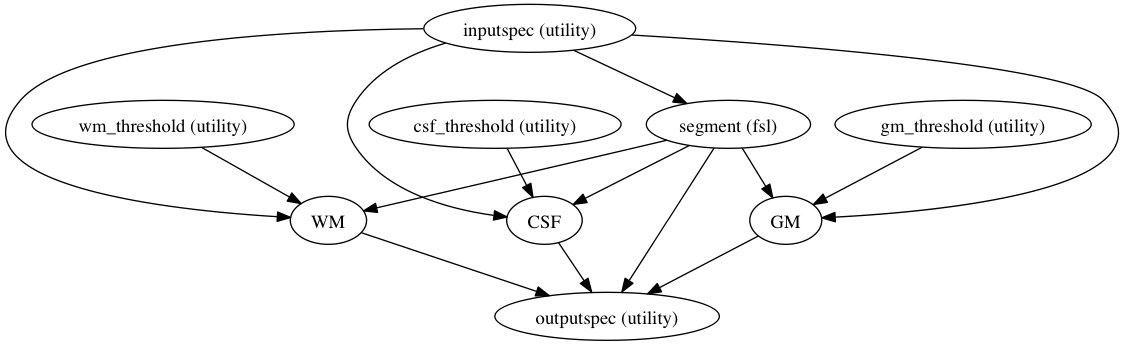 inputspec (utility)
wm_threshold (utility)
csf_threshold (utility)
segment (fsl)
gm_threshold (utility)
WM
CSF
GM
outputspec (utility)